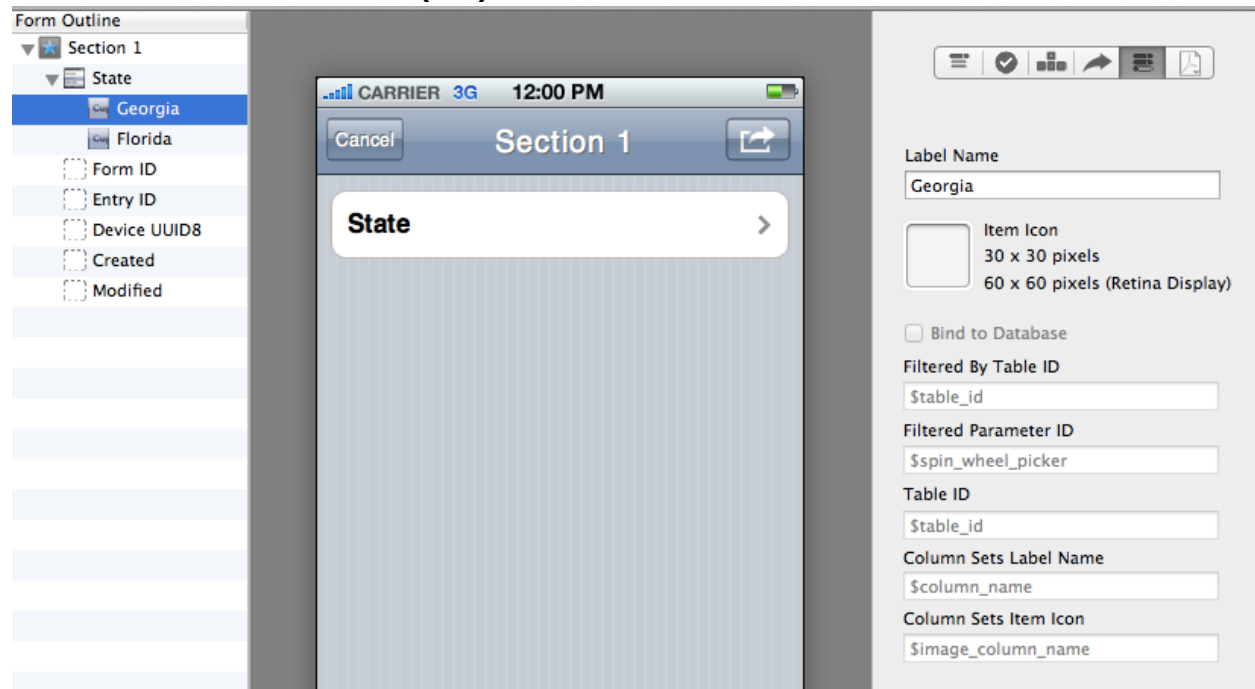 Form Outline
Section 1
State
Georgia
Florida
Form ID
Entry ID
Device UUID8
Created
Modified
CARRIER 3G 12:00 PM
Cancel
Section 1
State
Label Name
Georgia
Item Icon
30 x 30 pixels
60 x 60 pixels (Retina Display)
Bind to Database
Filtered By Table ID
$table_id
Filtered Parameter ID
$spin_wheel_picker
Table ID
$table_id
Column Sets Label Name
$column_name
Column Sets Item Icon
$image_column_name